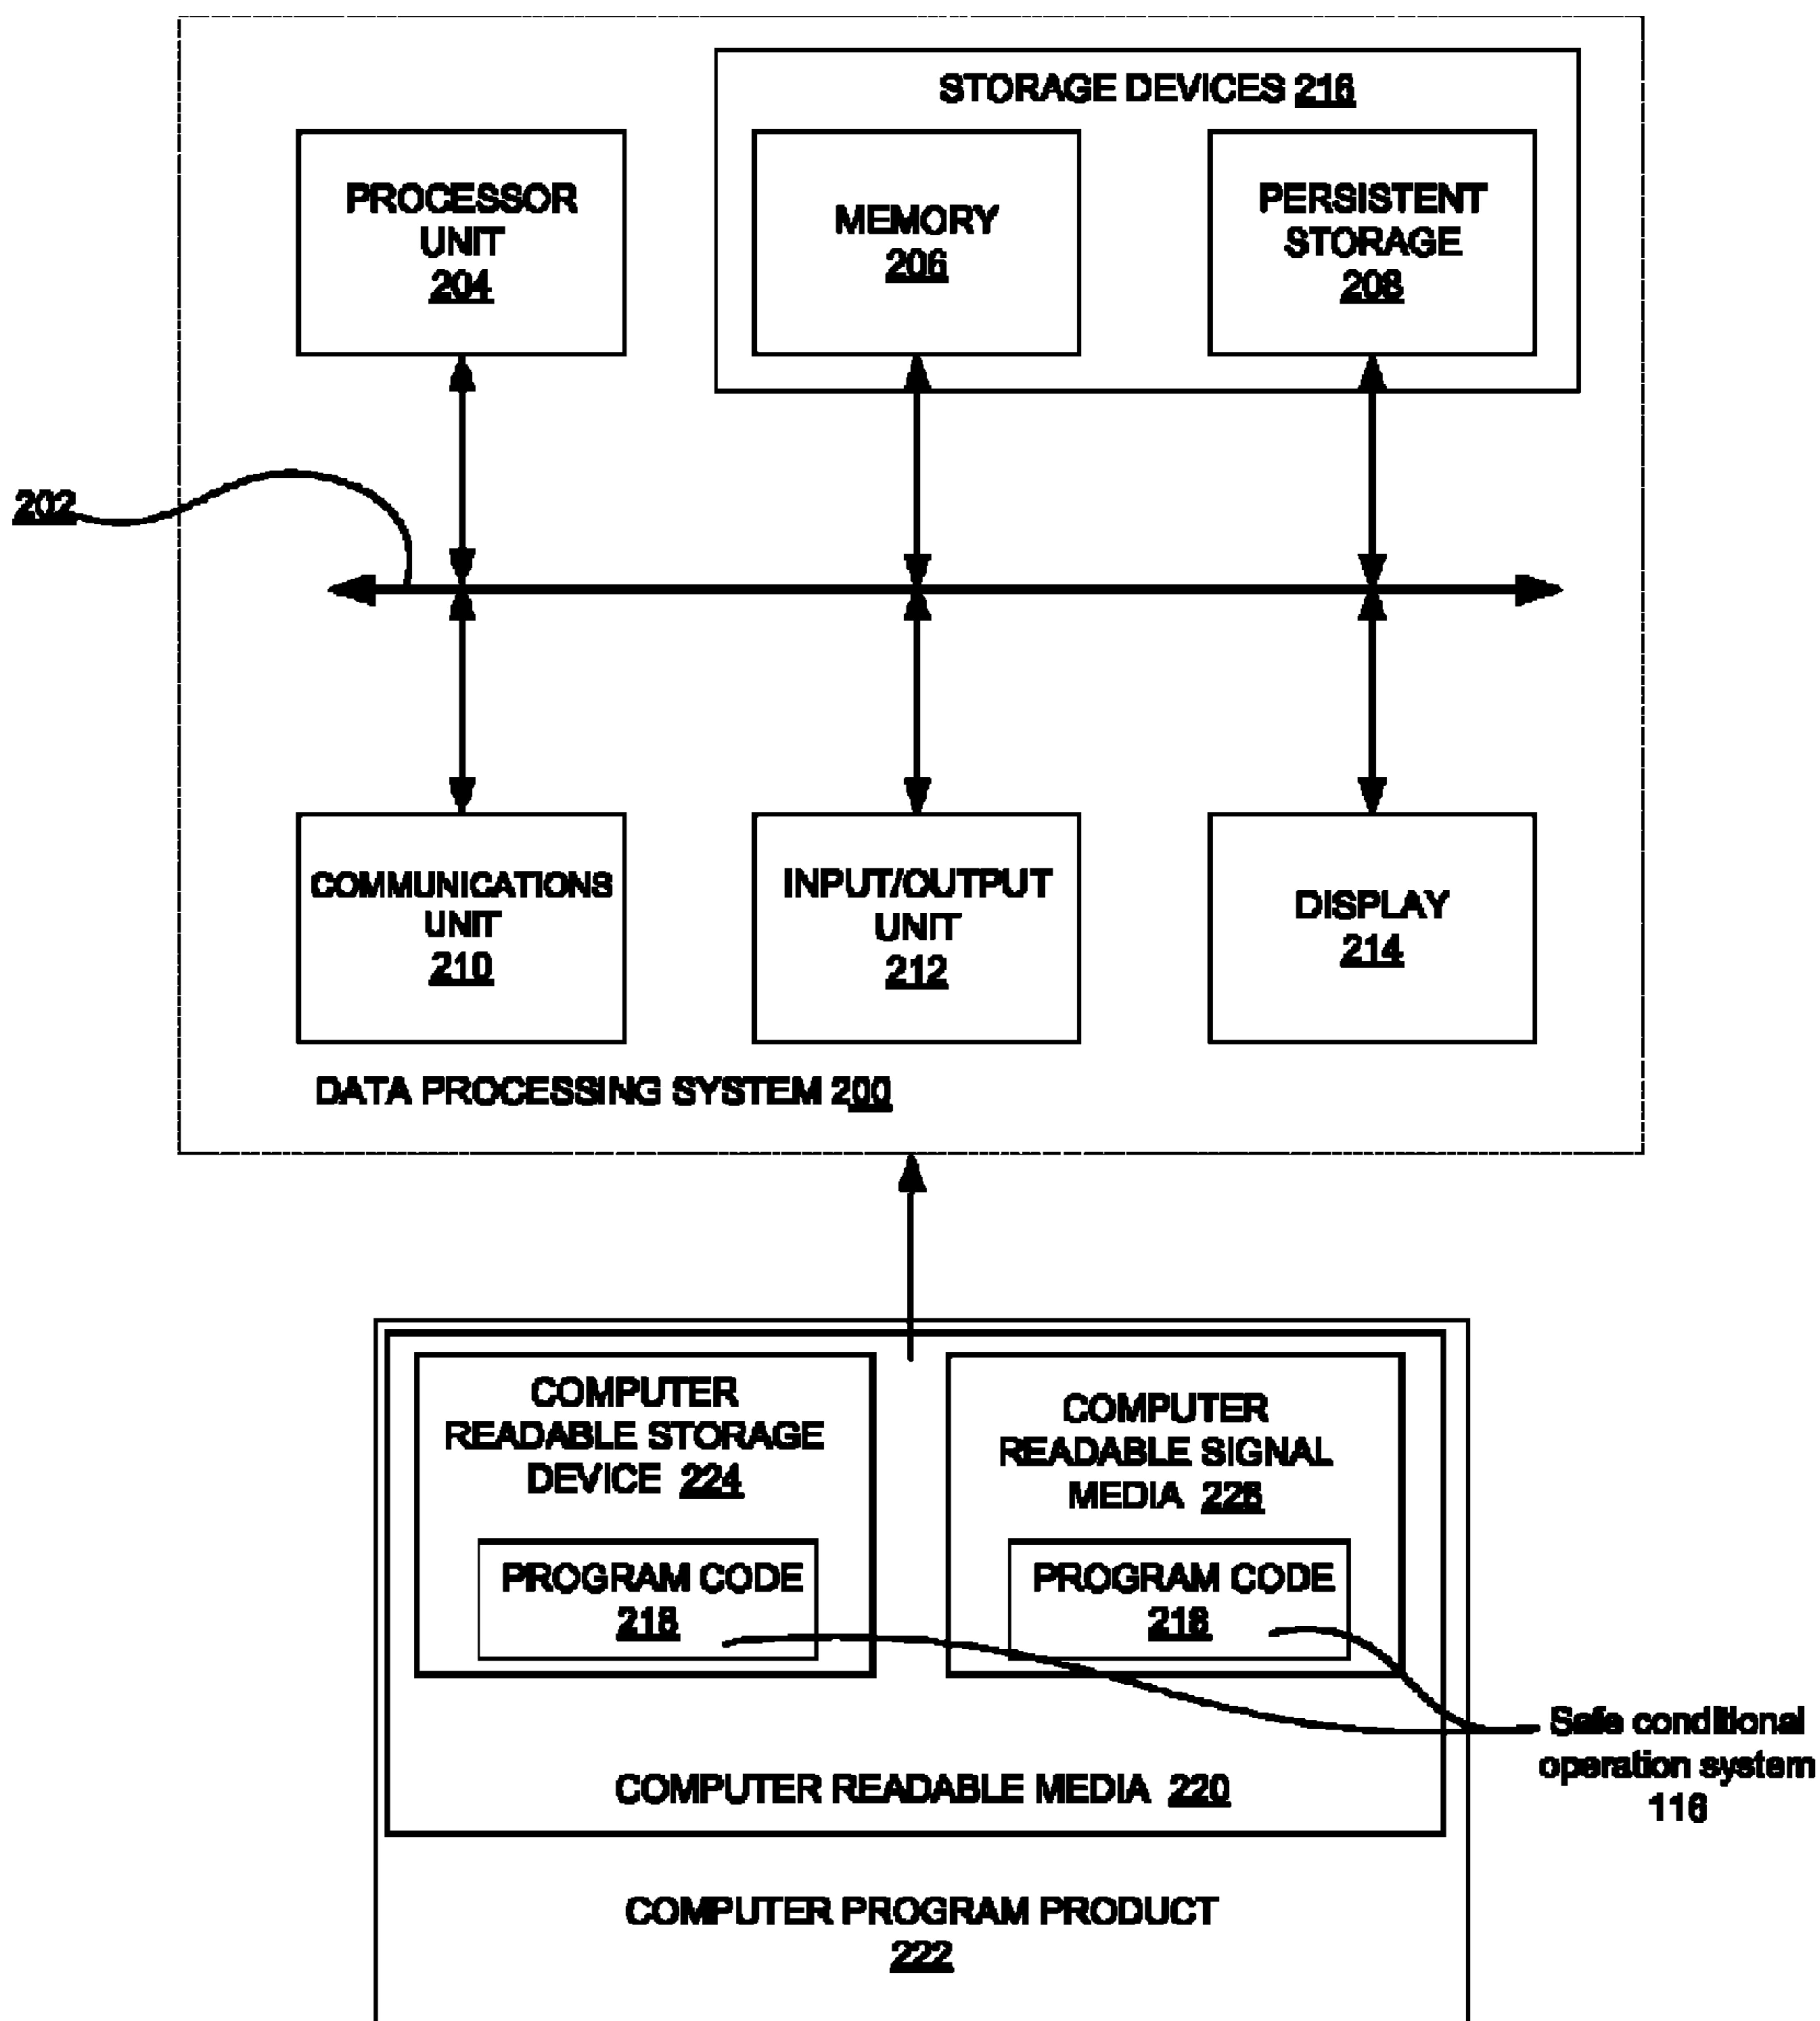 STORAGE DEVICES 216
PROCESSOR
UNIT
204
MEMORY
206
PERSISTENT
STORAGE
208
202
COMMUNICATIONS
UNIT
210
INPUT/OUTPUT
UNIT
212
DISPLAY
214
DATA PROCESSING SYSTEM 200
COMPUTER
READABLE STORAGE
DEVICE 224
COMPUTER
READABLE SIGNAL
MEDIA 226
PROGRAM CODE
218
PROGRAM CODE
218
Safe conditional
operation system
116
COMPUTER READABLE MEDIA 220
COMPUTER PROGRAM PRODUCT
222